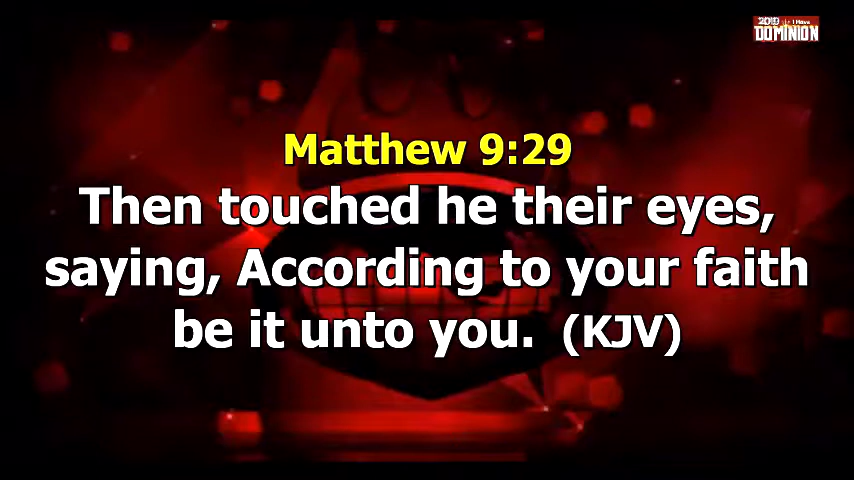 2019 I Have
DOMINION
Matthew 9:29
Then touched he their eyes,
saying, According to your faith
be it unto you. (KJV)